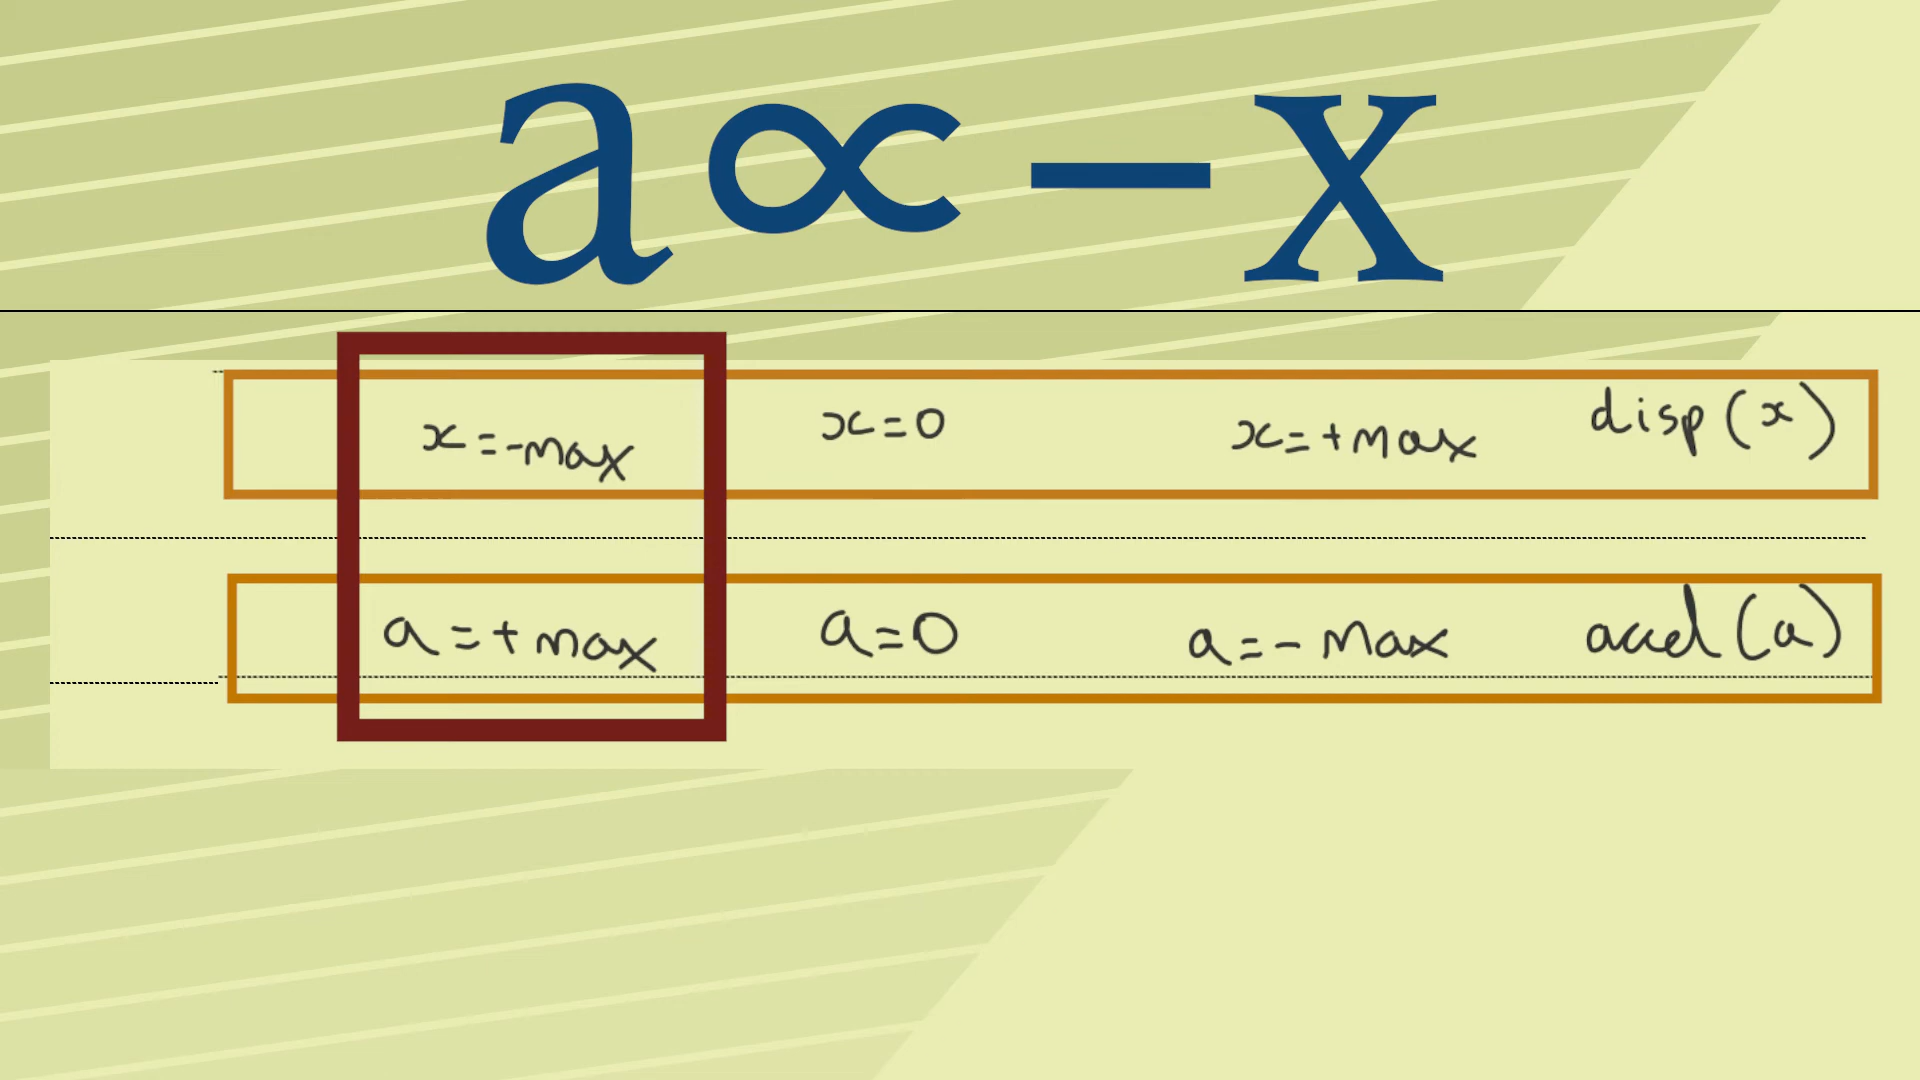 a∝−x
x=-max x=0 x=+max disp(x)
a=+max a=0 a=-max accel(a)